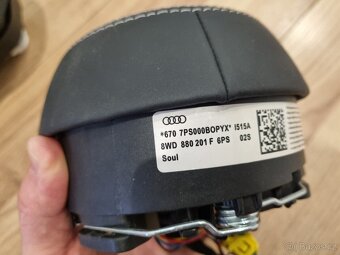 *670 7PS000BOPYX* I515A
8WD 880 201 F 6PS 02S
Soul